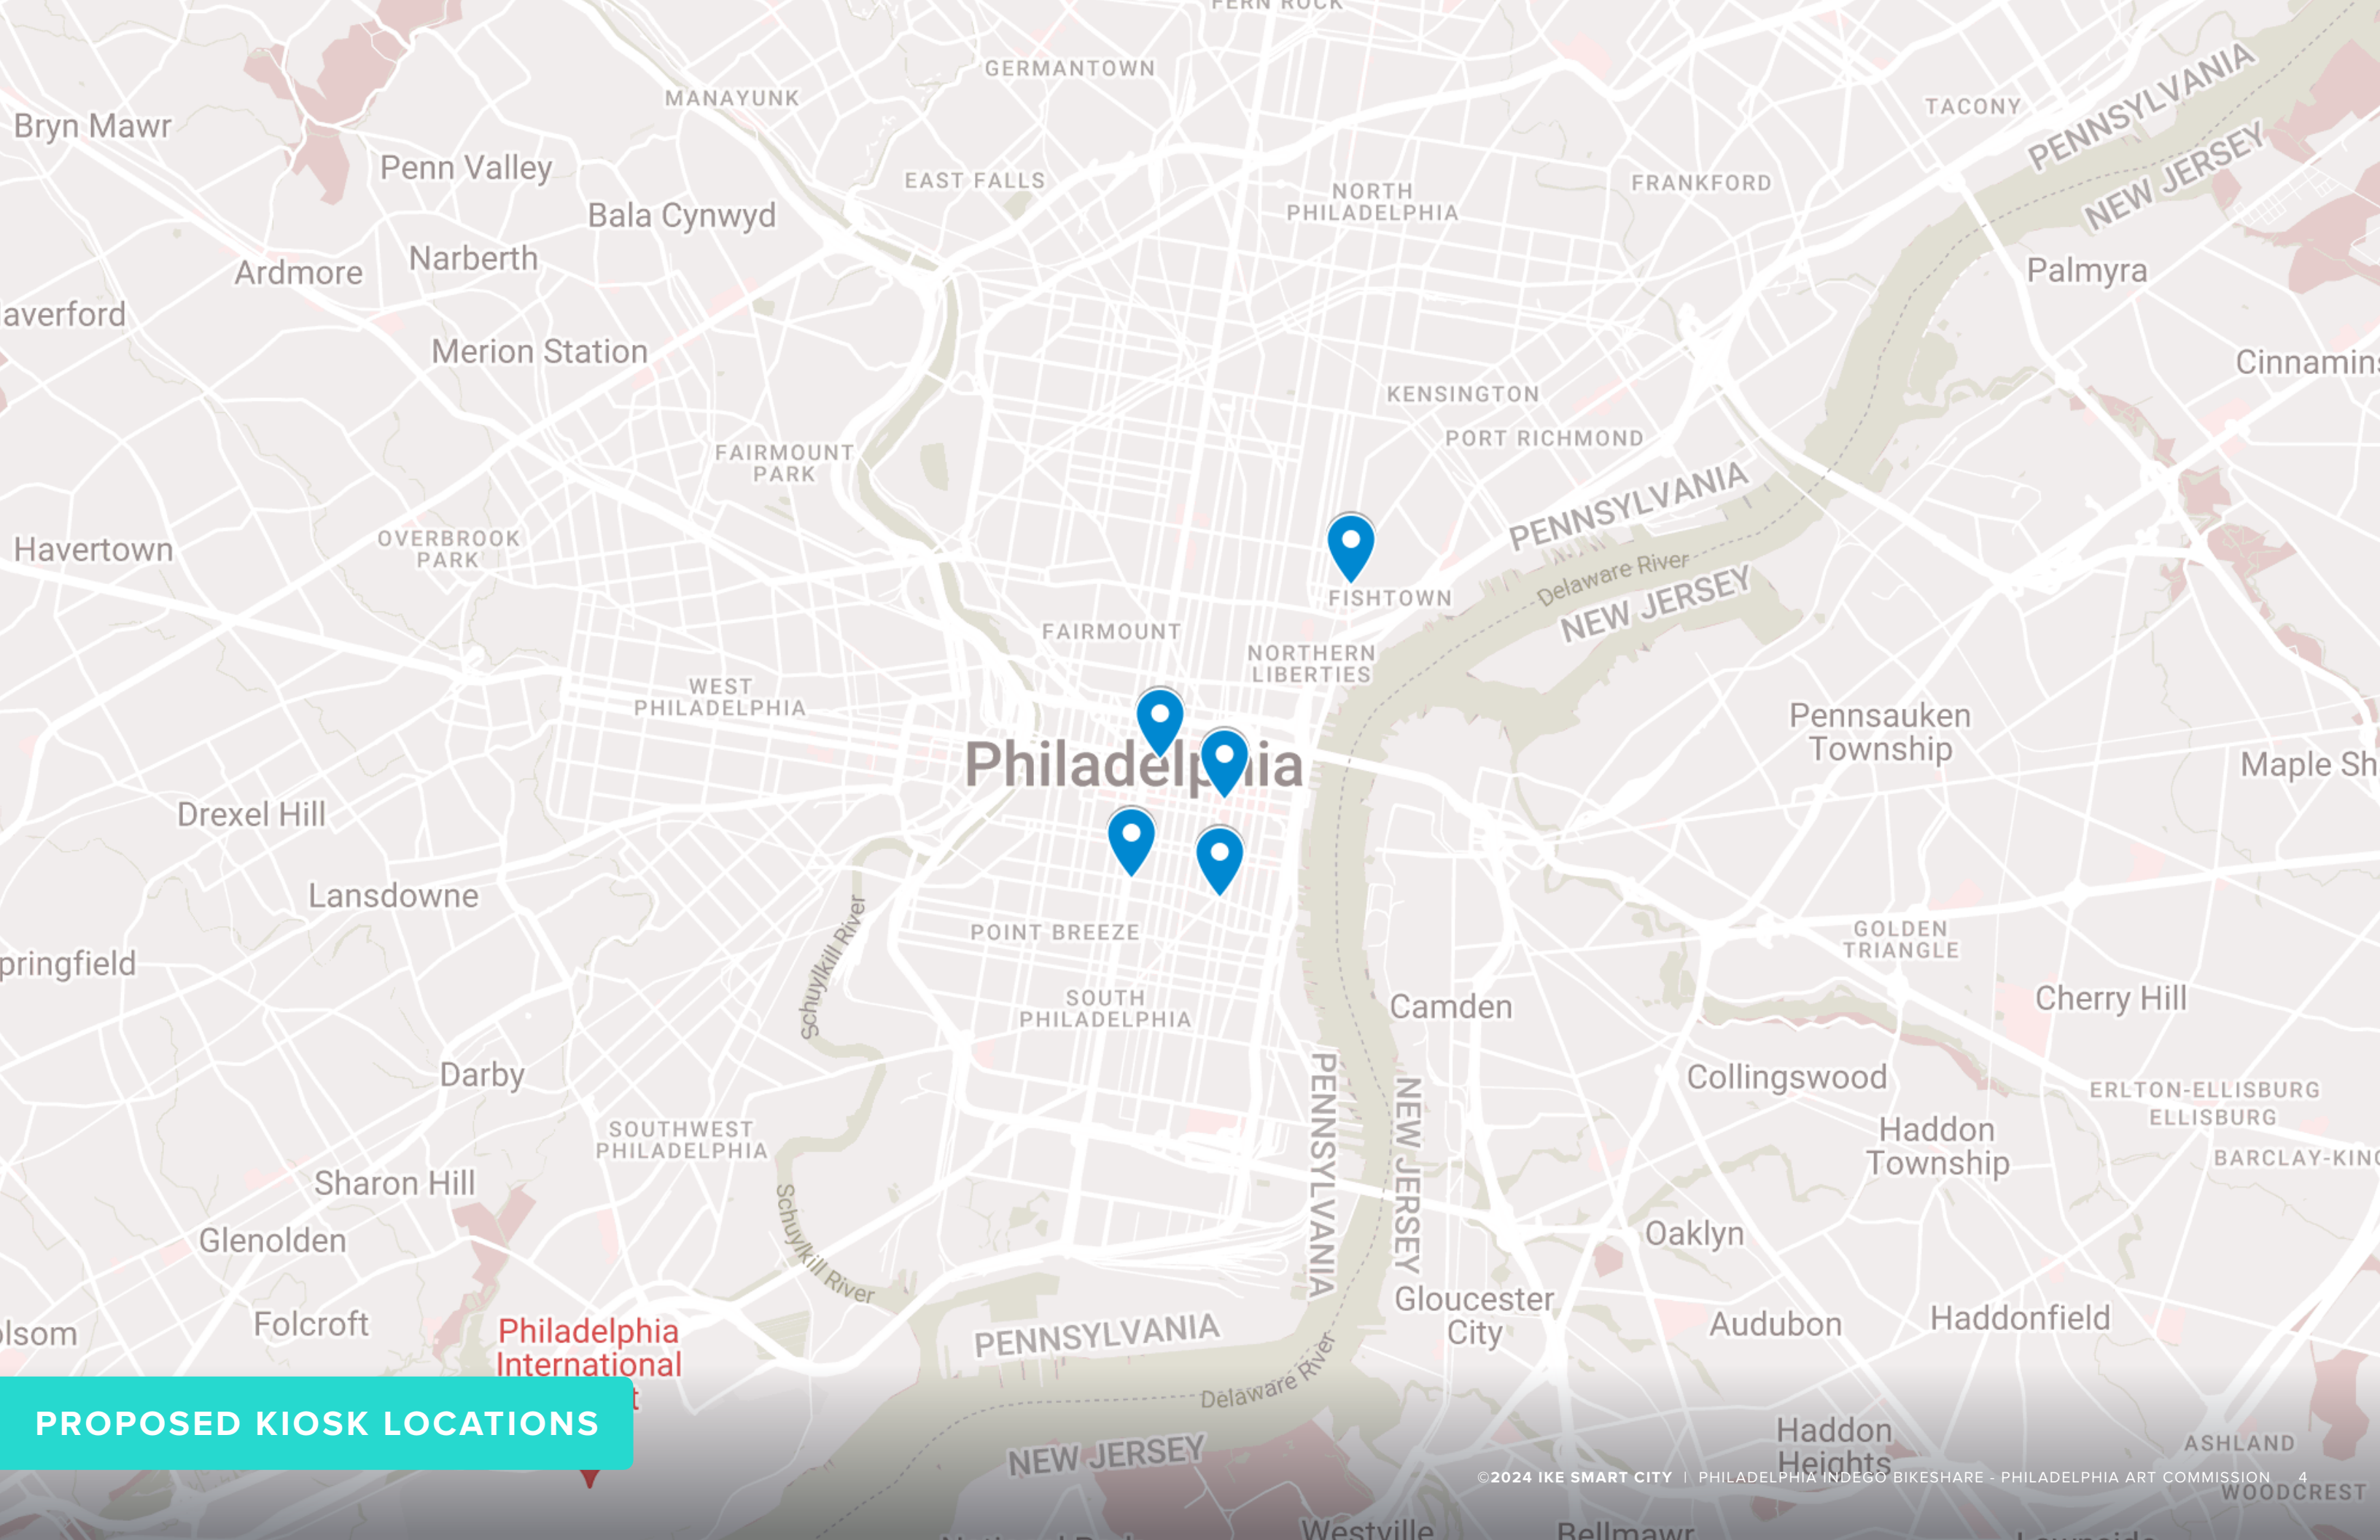 FERN ROCK
GERMANTOWN
MANAYUNK
TACONY
PENNSYLVANIA
NEW JERSEY
Bryn Mawr
Penn Valley
EAST FALLS
NORTH
PHILADELPHIA
FRANKFORD
Bala Cynwyd
Narberth
Ardmore
Palmyra
averford
Merion Station
Cinnamins
KENSINGTON
PORT RICHMOND
FAIRMOUNT
PARK
PENNSYLVANIA
Delaware River
NEW JERSEY
OVERBROOK
PARK
Havertown
FISHTOWN
FAIRMOUNT
NORTHERN
LIBERTIES
WEST
PHILADELPHIA
Pennsauken
Township
Philadelphia
Maple Sh
Drexel Hill
Lansdowne
Schuylkill River
POINT BREEZE
GOLDEN
TRIANGLE
pringfield
SOUTH
PHILADELPHIA
Camden
Cherry Hill
Darby
PENNSYLVANIA
NEW JERSEY
Collingswood
ERLTON-ELLISBURG
ELLISBURG
SOUTHWEST
PHILADELPHIA
Haddon
Township
BARCLAY-KING
Sharon Hill
Schuylkill River
Glenolden
Oaklyn
Gloucester
City
Folcroft
olsom
Philadelphia
International
t
PENNSYLVANIA
Delaware River
NEW JERSEY
Audubon
Haddonfield
PROPOSED KIOSK LOCATIONS
Haddon
Heights
ASHLAND
©2024 IKE SMART CITY | PHILADELPHIA INDEGO BIKESHARE - PHILADELPHIA ART COMMISSION 4
WOODCREST
Westville
Bellmawr